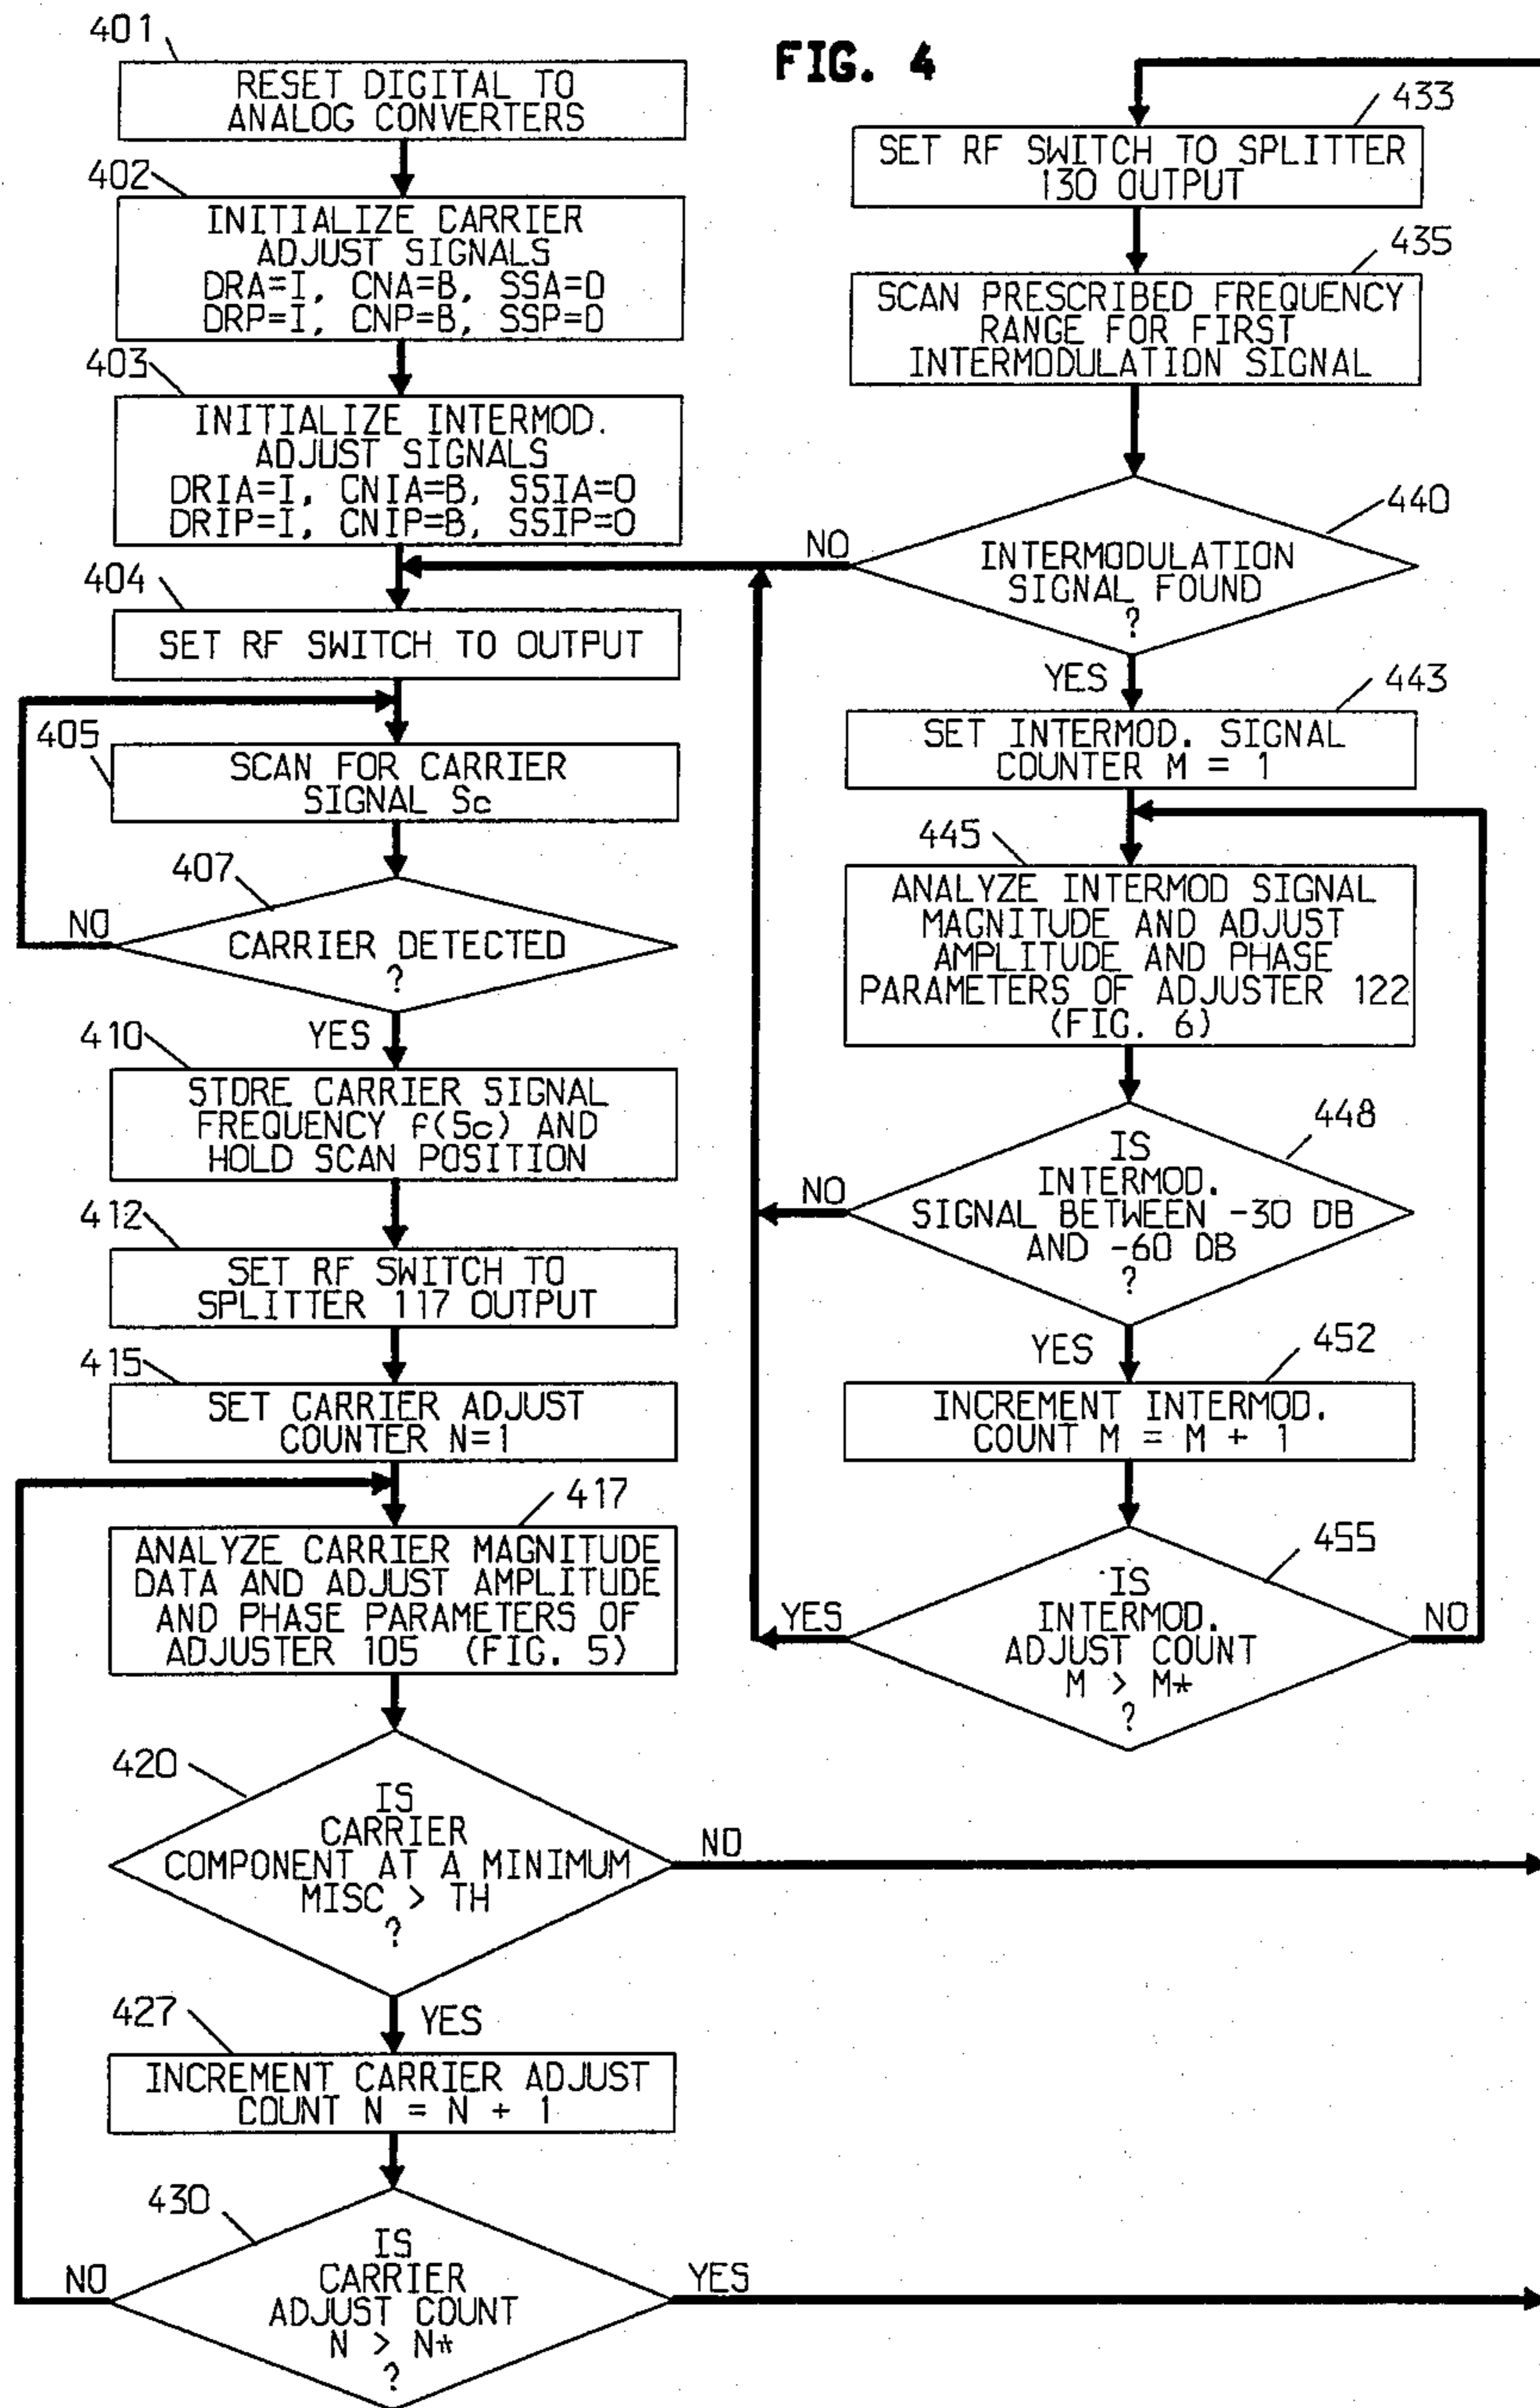 FIG. 4
401
RESET DIGITAL TO
ANALOG CONVERTERS
402
INITIALIZE CARRIER
ADJUST SIGNALS
DRA=I, CNA=B, SSA=0
DRP=I, CNP=B, SSP=0
403
INITIALIZE INTERMOD.
ADJUST SIGNALS
DRIA=I, CNIA=B, SSIA=0
DRIP=I, CNIP=B, SSIP=0
404
SET RF SWITCH TO OUTPUT
405
SCAN FOR CARRIER
SIGNAL Sc
407
NO
CARRIER DETECTED
?
YES
410
STORE CARRIER SIGNAL
FREQUENCY f(Sc) AND
HOLD SCAN POSITION
412
SET RF SWITCH TO
SPLITTER 117 OUTPUT
415
SET CARRIER ADJUST
COUNTER N=1
417
ANALYZE CARRIER MAGNITUDE
DATA AND ADJUST AMPLITUDE
AND PHASE PARAMETERS OF
ADJUSTER 105 (FIG. 5)
420
IS
CARRIER
COMPONENT AT A MINIMUM
MISC > TH
?
NO
YES
427
INCREMENT CARRIER ADJUST
COUNT N = N + 1
430
IS
CARRIER
ADJUST COUNT
N > N*
?
NO
YES
433
SET RF SWITCH TO SPLITTER
130 OUTPUT
435
SCAN PRESCRIBED FREQUENCY
RANGE FOR FIRST
INTERMODULATION SIGNAL
440
NO
INTERMODULATION
SIGNAL FOUND
?
YES
443
SET INTERMOD. SIGNAL
COUNTER M = 1
445
ANALYZE INTERMOD SIGNAL
MAGNITUDE AND ADJUST
AMPLITUDE AND PHASE
PARAMETERS OF ADJUSTER 122
(FIG. 6)
448
IS
INTERMOD.
SIGNAL BETWEEN -30 DB
AND -60 DB
?
NO
YES
452
INCREMENT INTERMOD.
COUNT M = M + 1
455
IS
INTERMOD.
ADJUST COUNT
M > M*
?
YES
NO